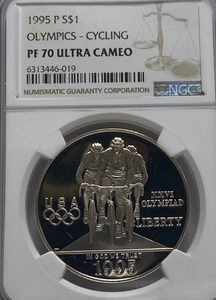 1995 P S$1
OLYMPICS - CYCLING
PF 70 ULTRA CAMEO
6313446-019
NUMISMATIC GUARANTY CORPORATION
NGC
USA
XXVI
OLYMPIAD
LIBERTY
IN GOD WE TRUST
1995